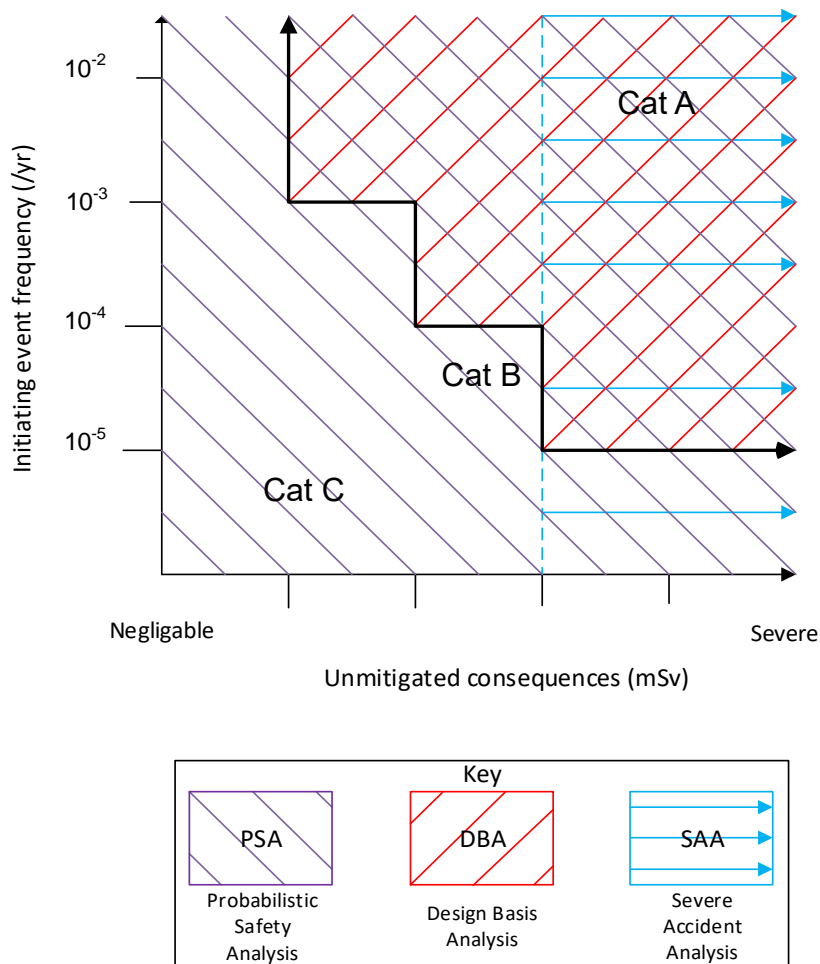 Initiating event frequency (/yr)
10⁻²
10⁻³
10⁻⁴
10⁻⁵
Cat A
Cat B
Cat C
Negligable
Severe
Unmitigated consequences (mSv)
Key
PSA
DBA
SAA
Probabilistic
Safety
Analysis
Design Basis
Analysis
Severe
Accident
Analysis